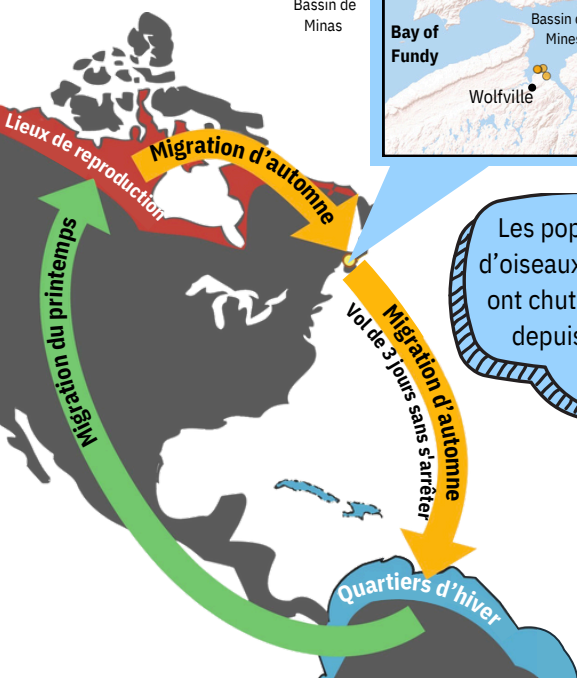 Bassin de
Minas
Bay of
Fundy
Bassin
Mines
Wolfville
Lieux de reproduction
Migration d'automne
Migration du printemps
Migration d'automne
Vol de 3 jours sans s'arrêter
Les pop
d'oiseaux
ont chut
depuis
Quartiers d'hiver